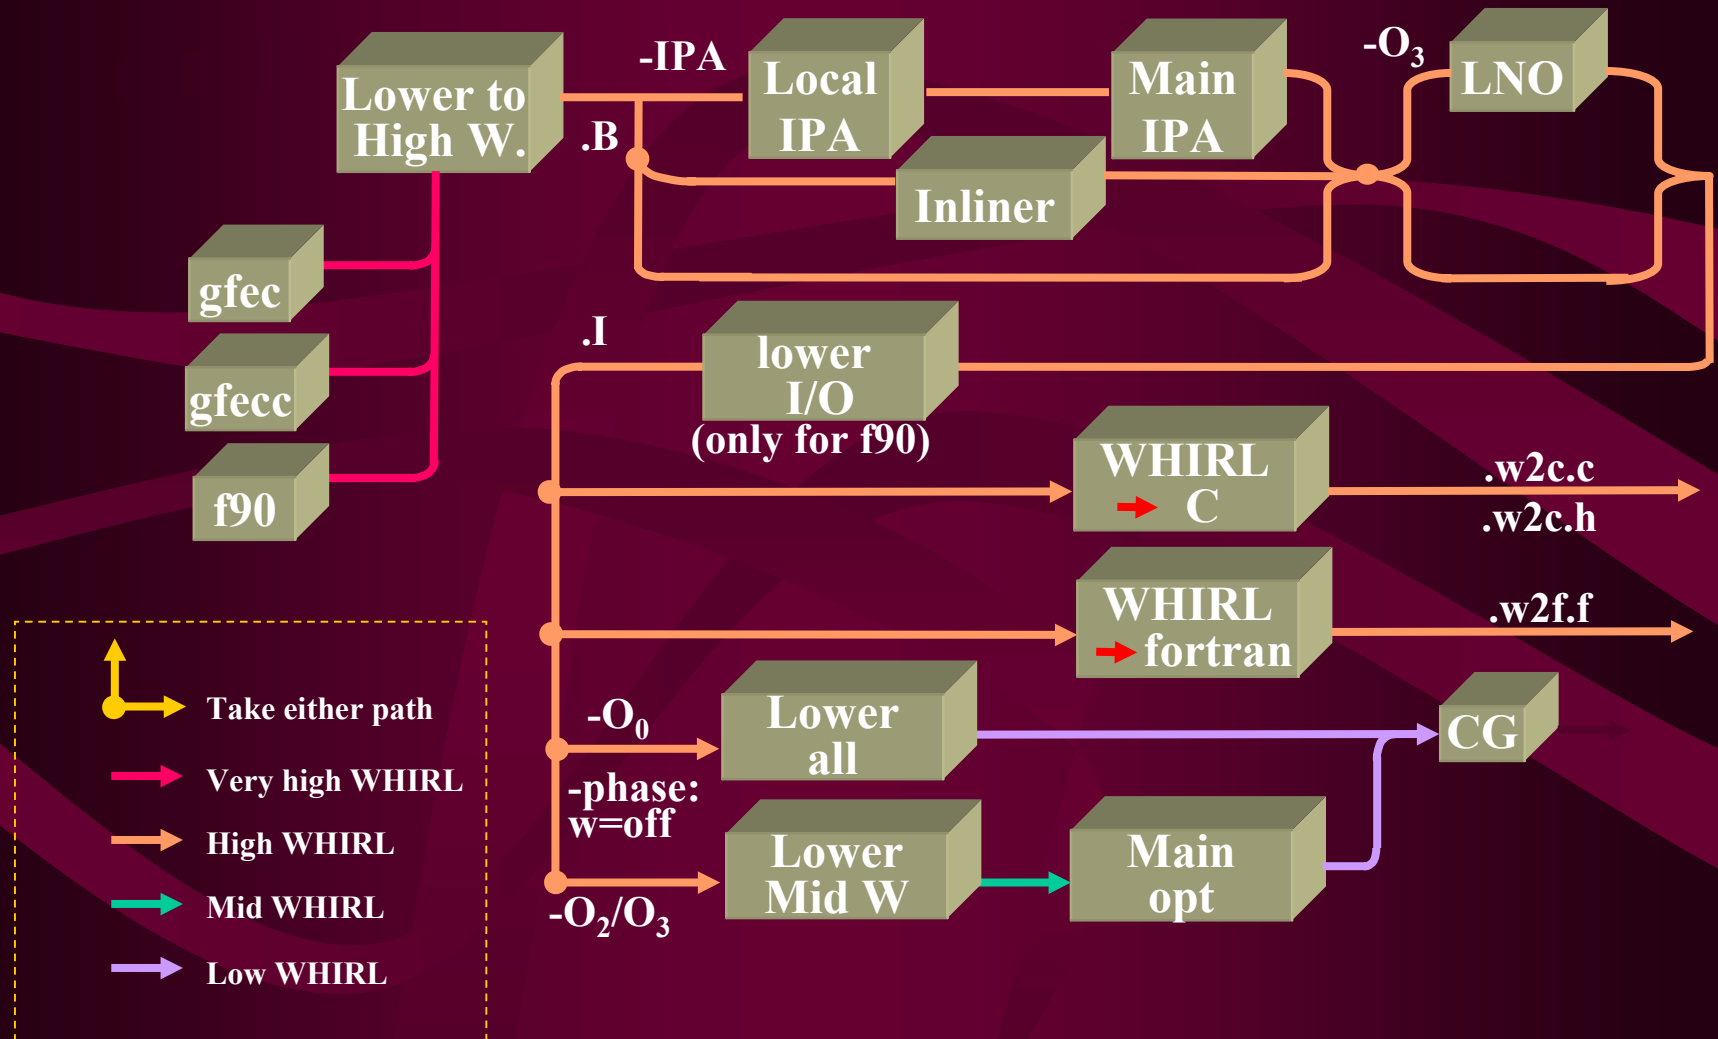 -IPA
-O3
Lower to
High W.
Local
IPA
Main
IPA
LNO
.B
Inliner
gfec
gfecc
f90
.I
lower
I/O
(only for f90)
WHIRL
C
.w2c.c
.w2c.h
WHIRL
fortran
.w2f.f
-O0
Lower
all
CG
-phase:
w=off
Lower
Mid W
Main
opt
-O2/O3
Take either path
Very high WHIRL
High WHIRL
Mid WHIRL
Low WHIRL